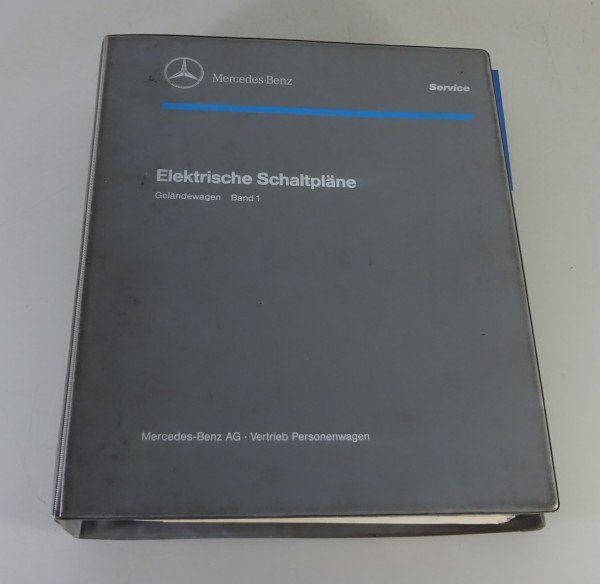 Mercedes-Benz
Service
Elektrische Schaltpläne
Geländewagen Band 1
Mercedes-Benz AG · Vertrieb Personenwagen